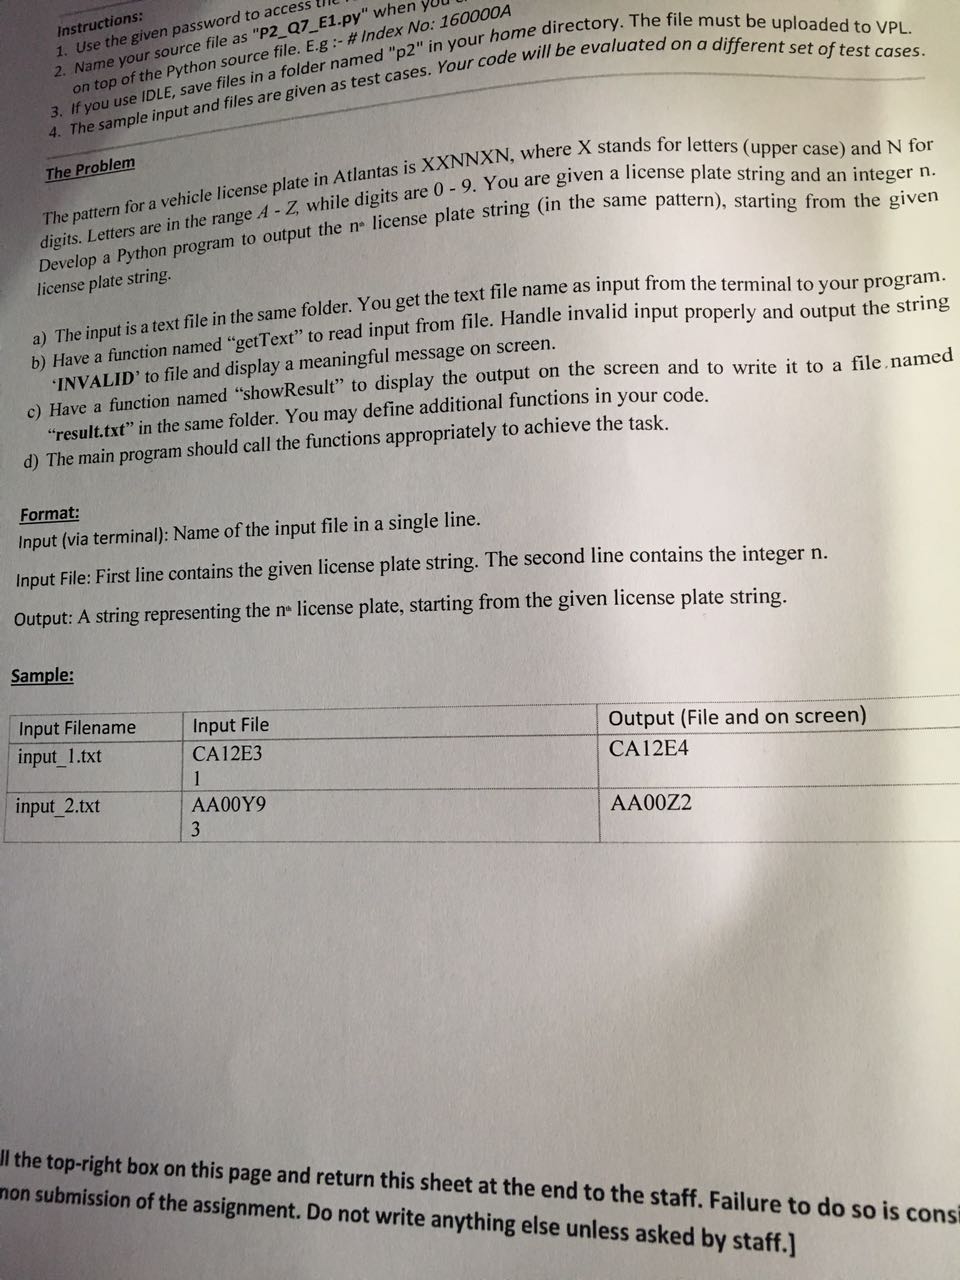 Instructions:
1. Use the given password to access
2. Name your source file as "P2_Q7_E1.py" when
on top of the Python source file. E.g :- # Index No: 160000A
3. If you use IDLE, save files in a folder named "p2" in your home directory. The file must be uploaded to VPL.
4. The sample input and files are given as test cases. Your code will be evaluated on a different set of test cases.
The Problem
The pattern for a vehicle license plate in Atlantas is XXNNXN, where X stands for letters (upper case) and N for
digits. Letters are in the range A - Z, while digits are 0 - 9. You are given a license plate string and an integer n.
Develop a Python program to output the nth license plate string (in the same pattern), starting from the given
license plate string.
a) The input is a text file in the same folder. You get the text file name as input from the terminal to your program.
b) Have a function named “getText” to read input from file. Handle invalid input properly and output the string
‘INVALID’ to file and display a meaningful message on screen.
c) Have a function named “showResult” to display the output on the screen and to write it to a file named
“result.txt” in the same folder. You may define additional functions in your code.
d) The main program should call the functions appropriately to achieve the task.
Format:
Input (via terminal): Name of the input file in a single line.
Input File: First line contains the given license plate string. The second line contains the integer n.
Output: A string representing the nth license plate, starting from the given license plate string.
Sample:
Input Filename Input File Output (File and on screen)
input_1.txt CA12E3 CA12E4
1
input_2.txt AA00Y9 AA00Z2
3
the top-right box on this page and return this sheet at the end to the staff. Failure to do so is
submission of the assignment. Do not write anything else unless asked by staff.]